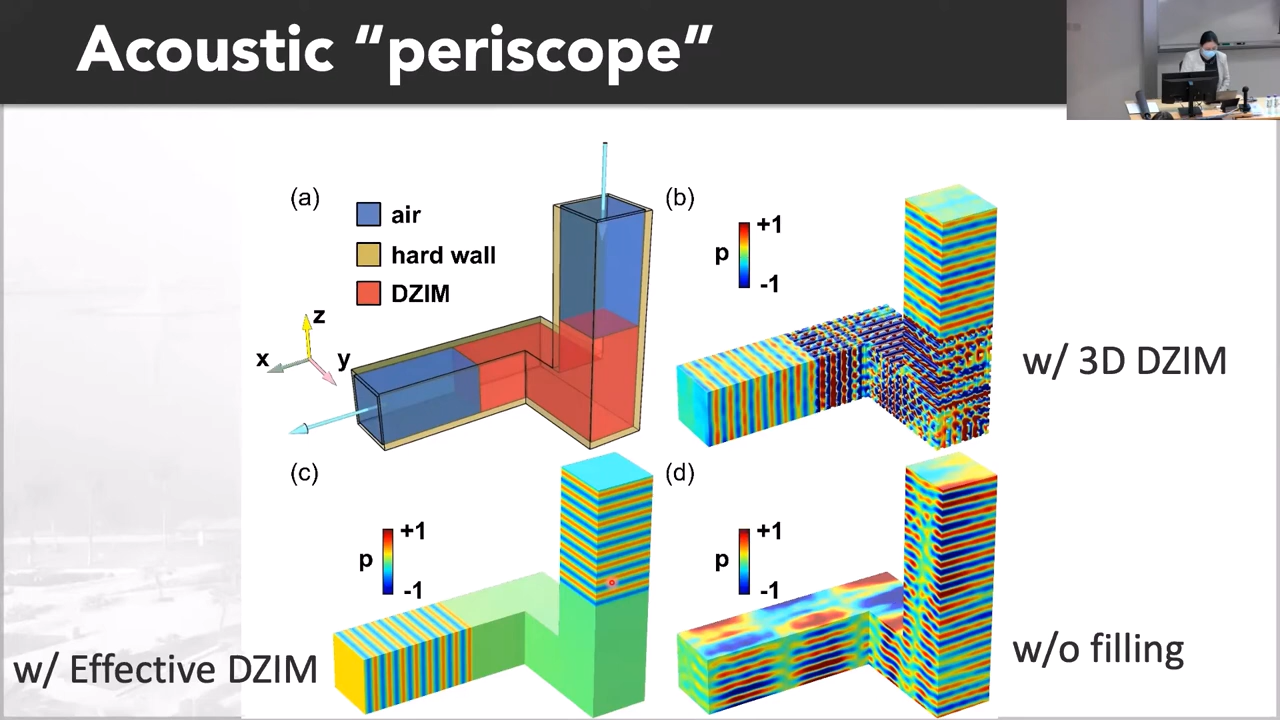 Acoustic “periscope”
(a)
air
hard wall
DZIM
z
x
y
(b)
+1
p
-1
w/ 3D DZIM
(c)
+1
p
-1
w/ Effective DZIM
(d)
+1
p
-1
w/o filling